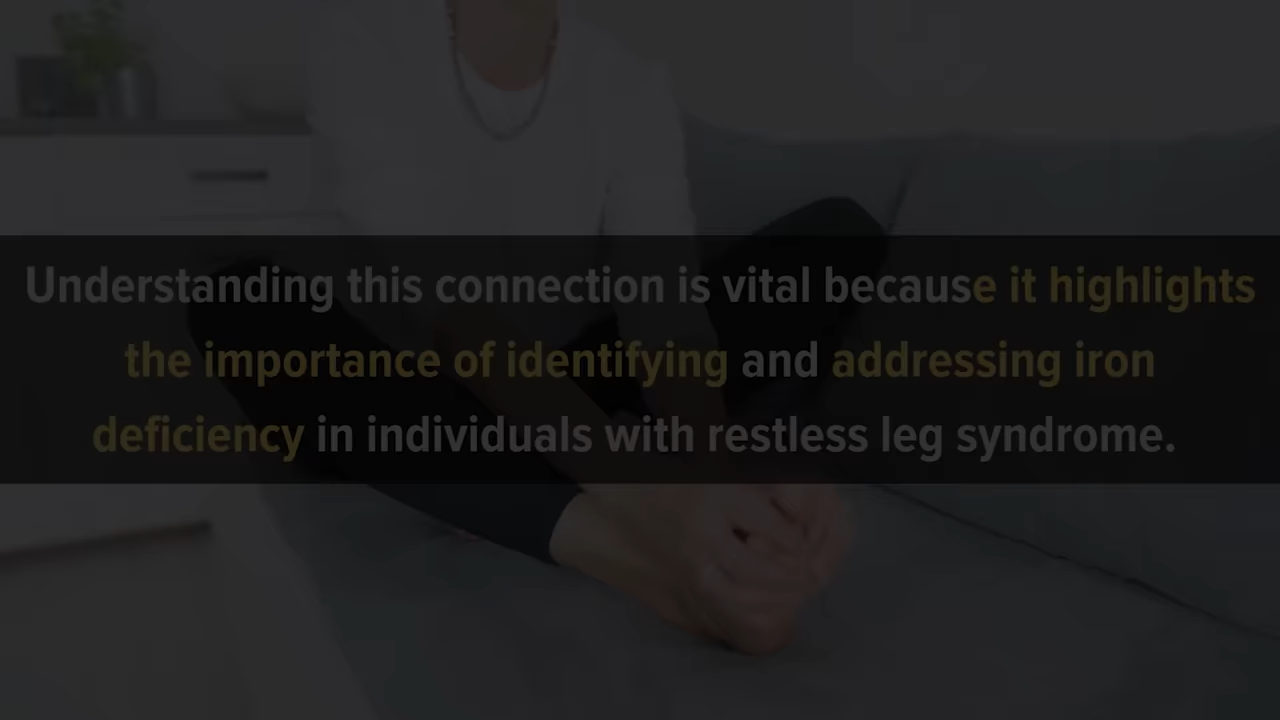 Understanding this connection is vital because it highlights
the importance of identifying and addressing iron
deficiency in individuals with restless leg syndrome.